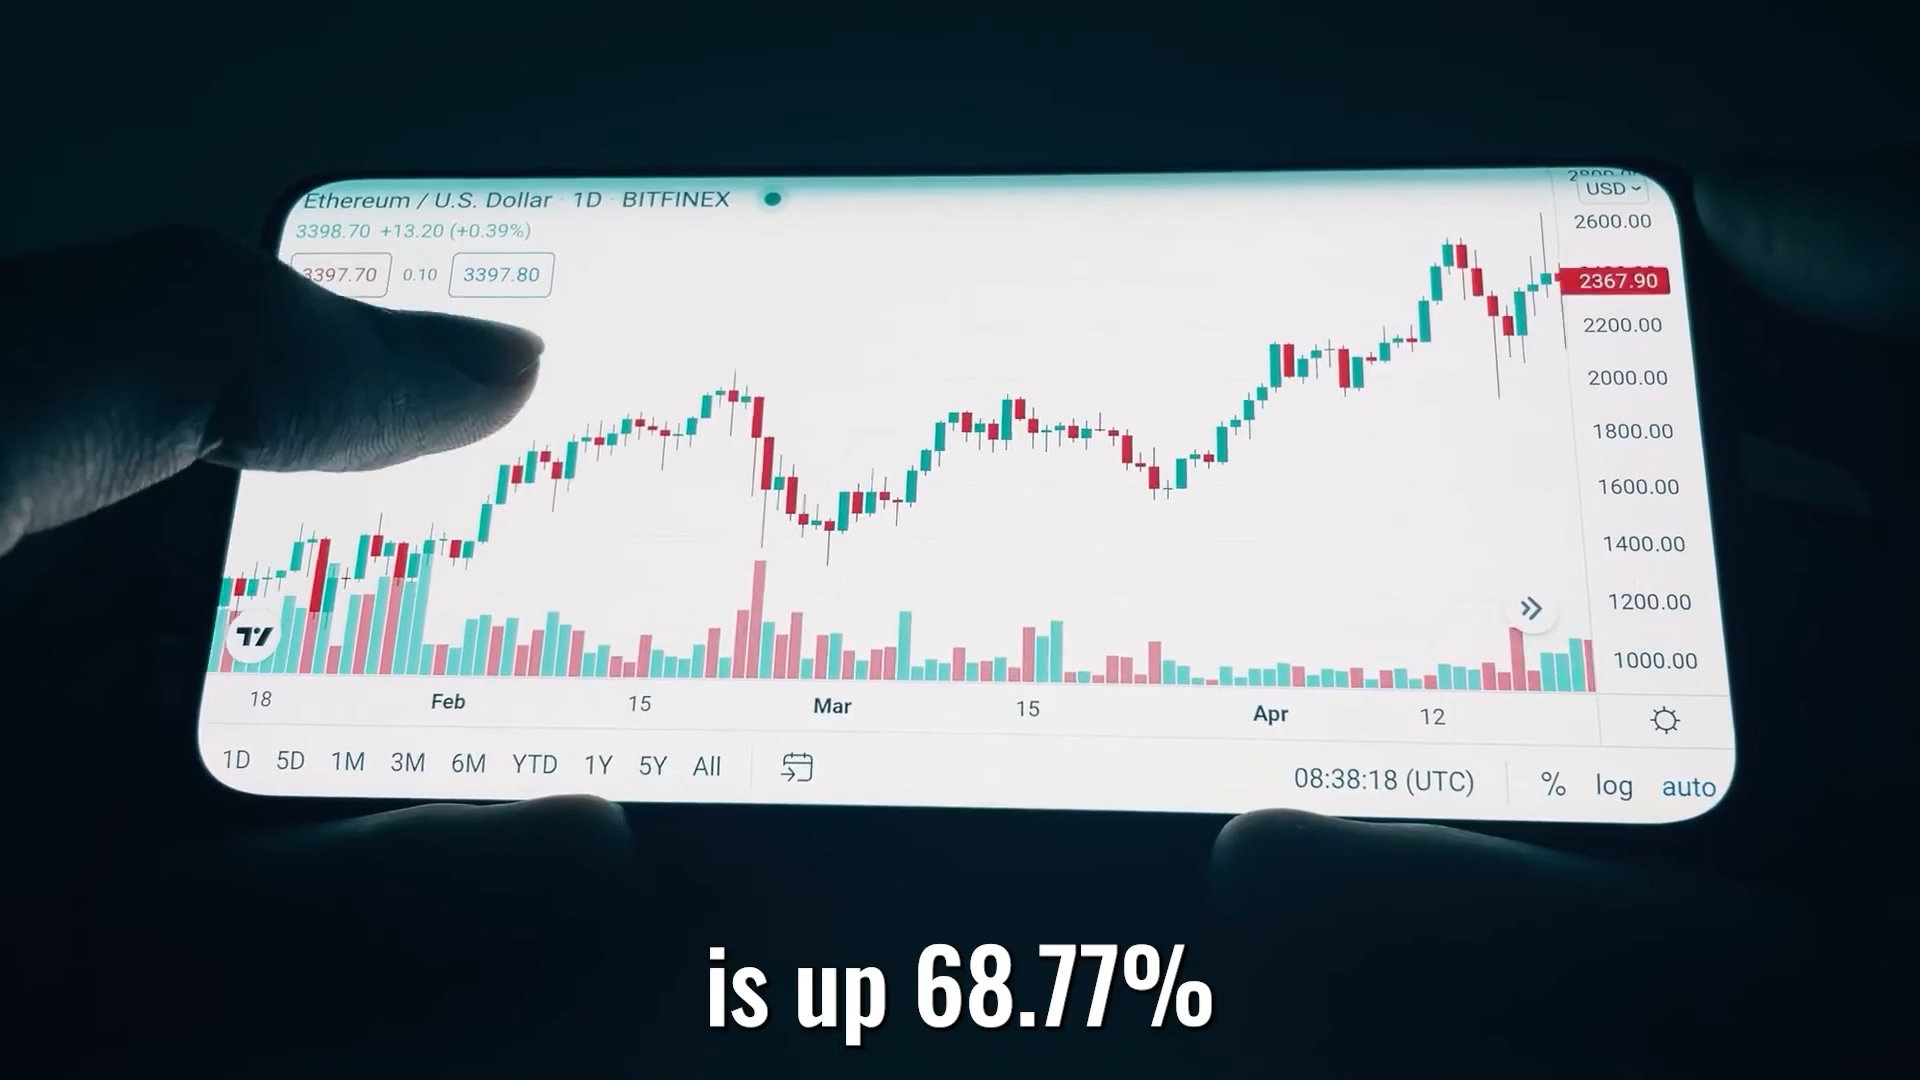 Ethereum / U.S. Dollar · 1D · BITFINEX
3398.70 +13.20 (+0.39%)
3397.70 0.10 3397.80
USD
2600.00
2367.90
2200.00
2000.00
1800.00
1600.00
1400.00
1200.00
1000.00
18 Feb 15 Mar 15 Apr 12
1D 5D 1M 3M 6M YTD 1Y 5Y All
08:38:18 (UTC) % log auto
is up 68.77%